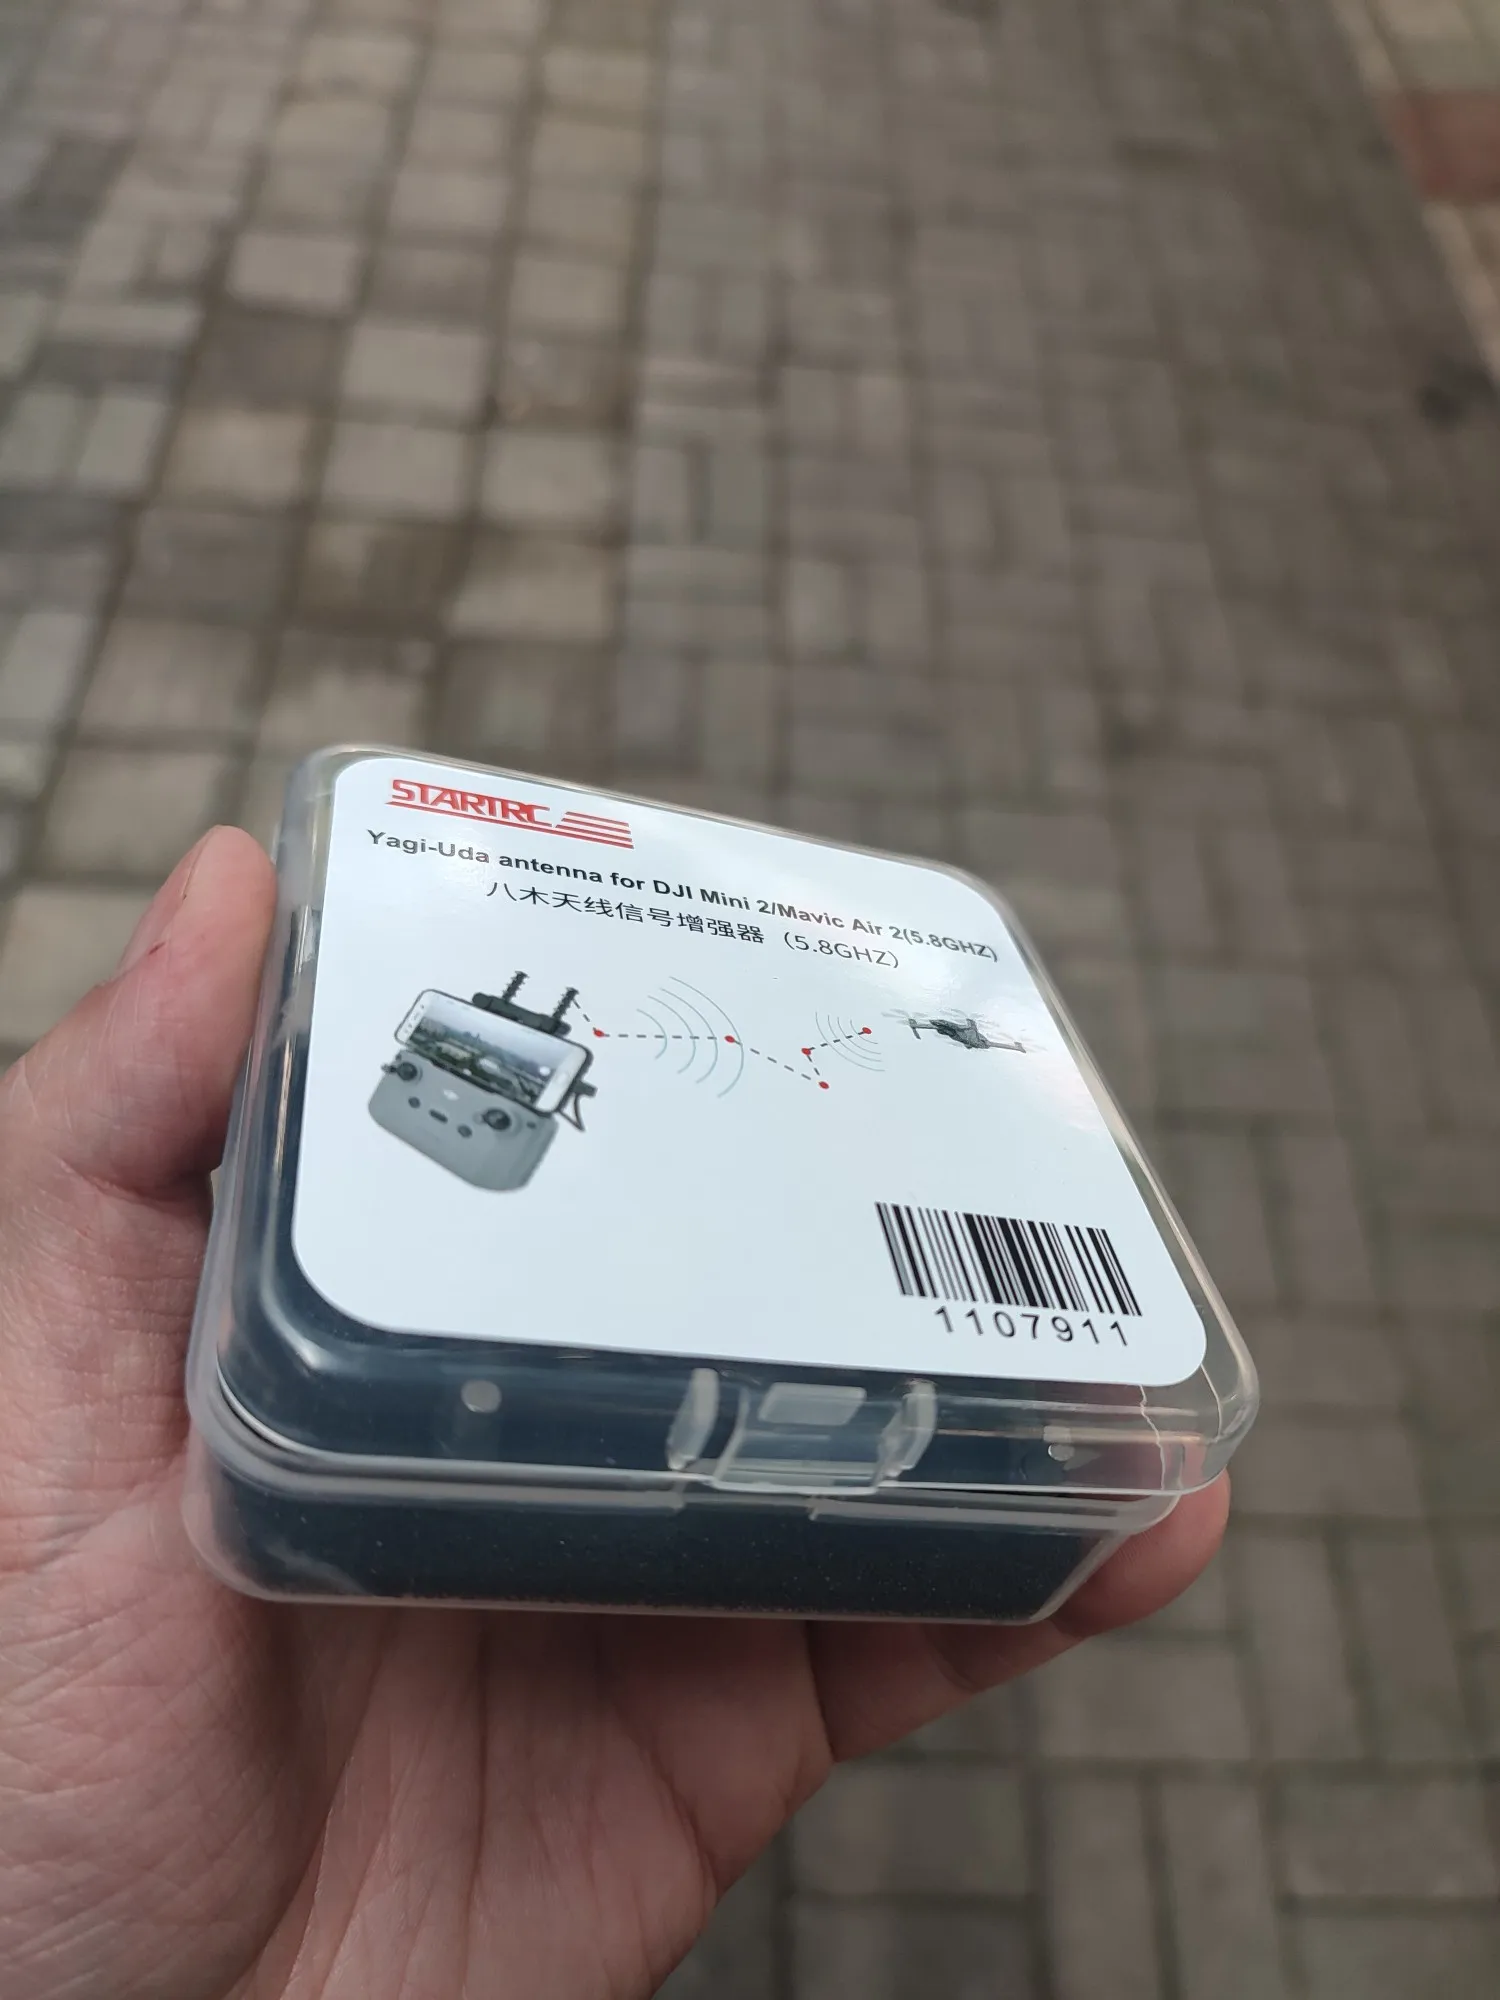 STARTRC
Yagi-Uda antenna for DJI Mini 2/Mavic Air 2(5.8GHZ)
八木天线信号增强器 (5.8GHZ)
1107911